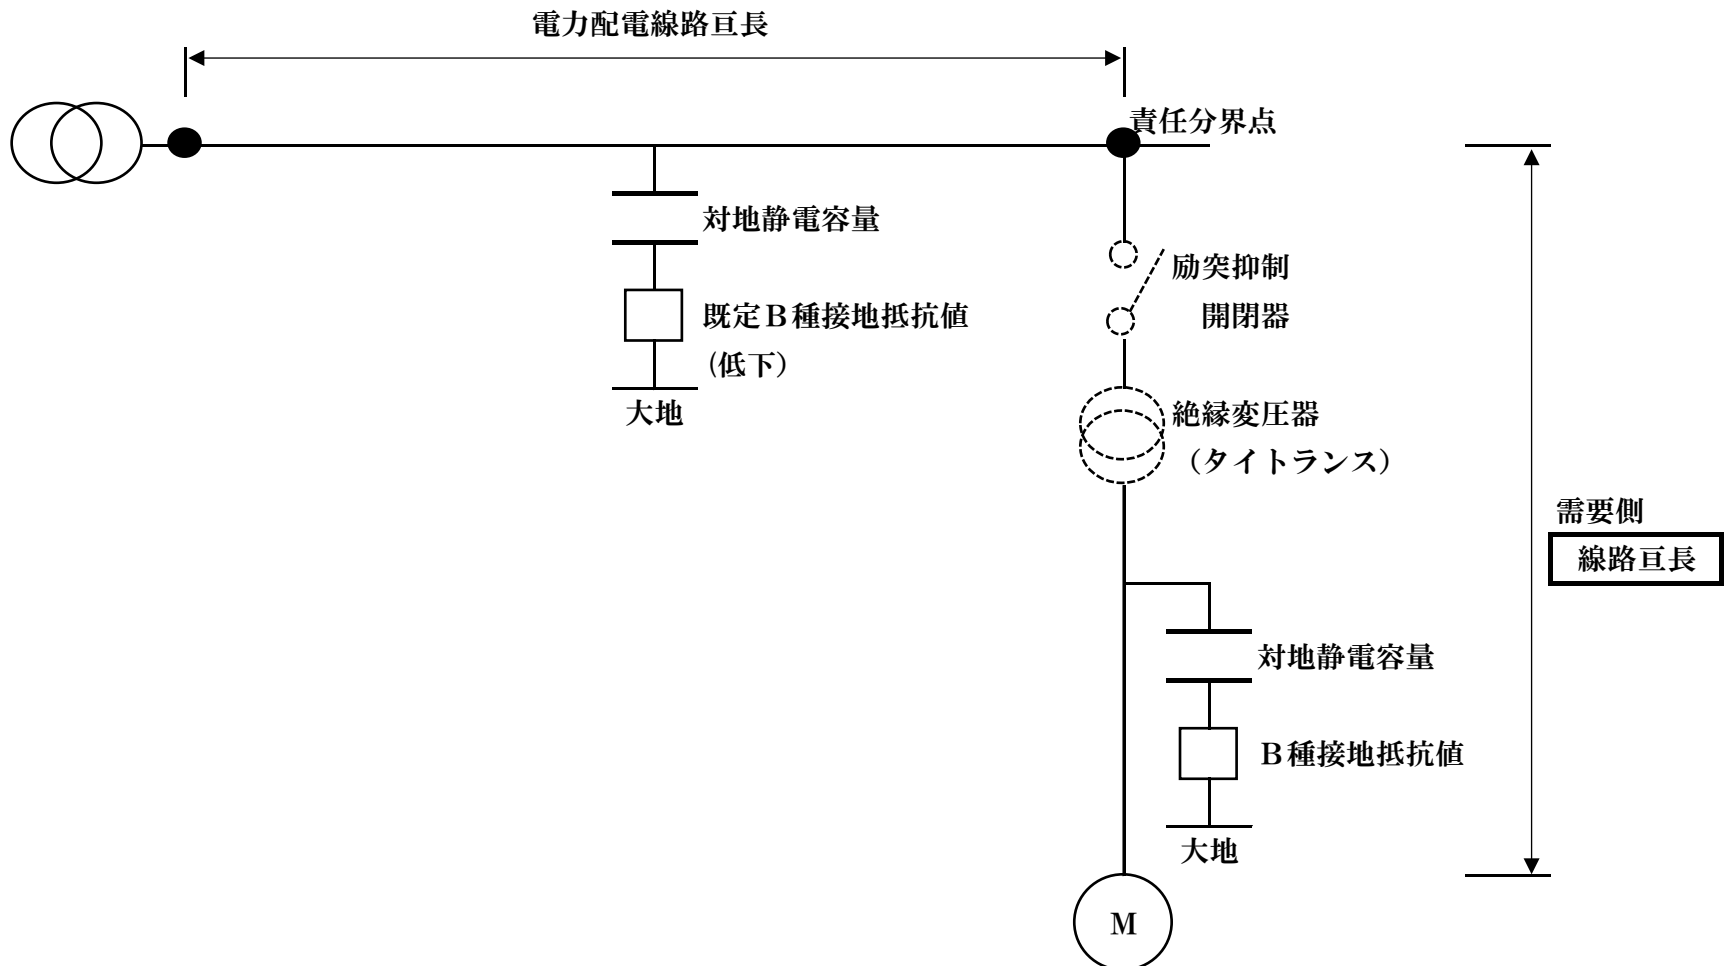 電力配電線路亘長
責任分界点
対地静電容量
既定B種接地抵抗値
(低下)
大地
励突抑制
開閉器
絶縁変圧器
(タイトランス)
需要側
線路亘長
対地静電容量
B種接地抵抗値
大地
M